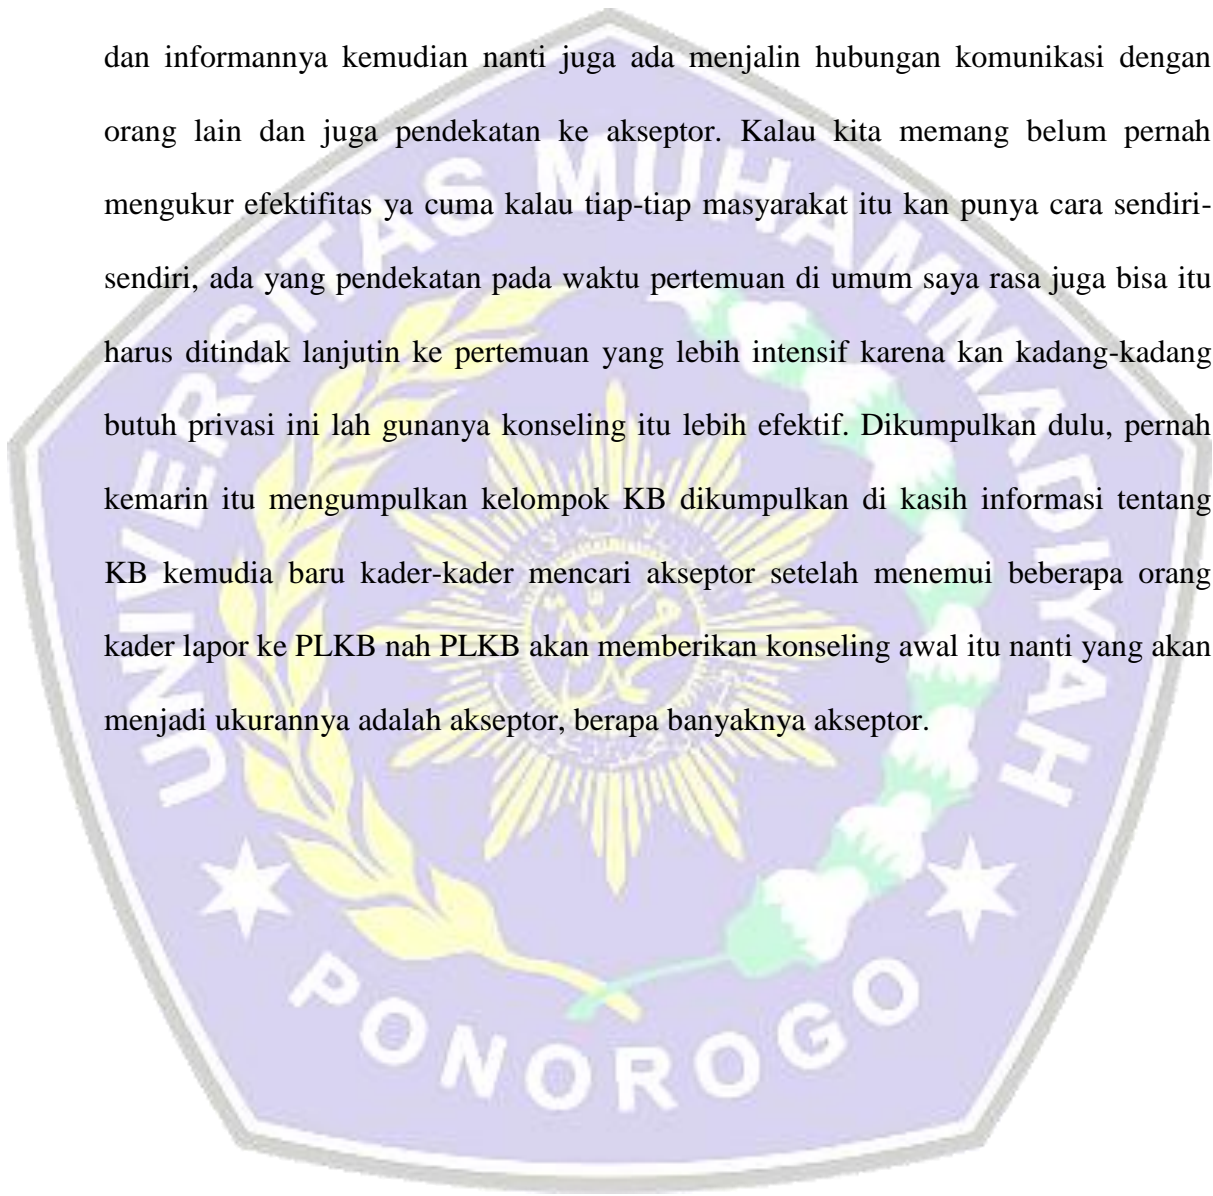 dan informannya kemudian nanti juga ada menjalin hubungan komunikasi dengan
orang lain dan juga pendekatan ke akseptor. Kalau kita memang belum pernah
mengukur efektifitas ya cuma kalau tiap-tiap masyarakat itu kan punya cara sendiri-
sendiri, ada yang pendekatan pada waktu pertemuan di umum saya rasa juga bisa itu
harus ditindak lanjutin ke pertemuan yang lebih intensif karena kan kadang-kadang
butuh privasi ini lah gunanya konseling itu lebih efektif. Dikumpulkan dulu, pernah
kemarin itu mengumpulkan kelompok KB dikumpulkan di kasih informasi tentang
KB kemudia baru kader-kader mencari akseptor setelah menemui beberapa orang
kader lapor ke PLKB nah PLKB akan memberikan konseling awal itu nanti yang akan
menjadi ukurannya adalah akseptor, berapa banyaknya akseptor.
UNIVERSITAS MUHAMMADIYAH
PONOROGO